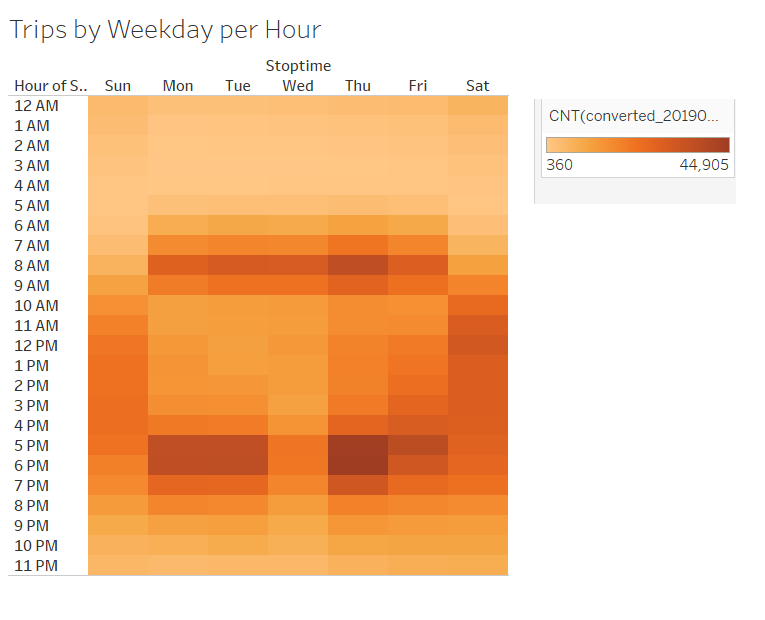 Trips by Weekday per Hour
Stoptime
Hour of S.. Sun Mon Tue Wed Thu Fri Sat
12 AM
1 AM
2 AM
3 AM
4 AM
5 AM
6 AM
7 AM
8 AM
9 AM
10 AM
11 AM
12 PM
1 PM
2 PM
3 PM
4 PM
5 PM
6 PM
7 PM
8 PM
9 PM
10 PM
11 PM
CNT(converted_20190...
360 44,905